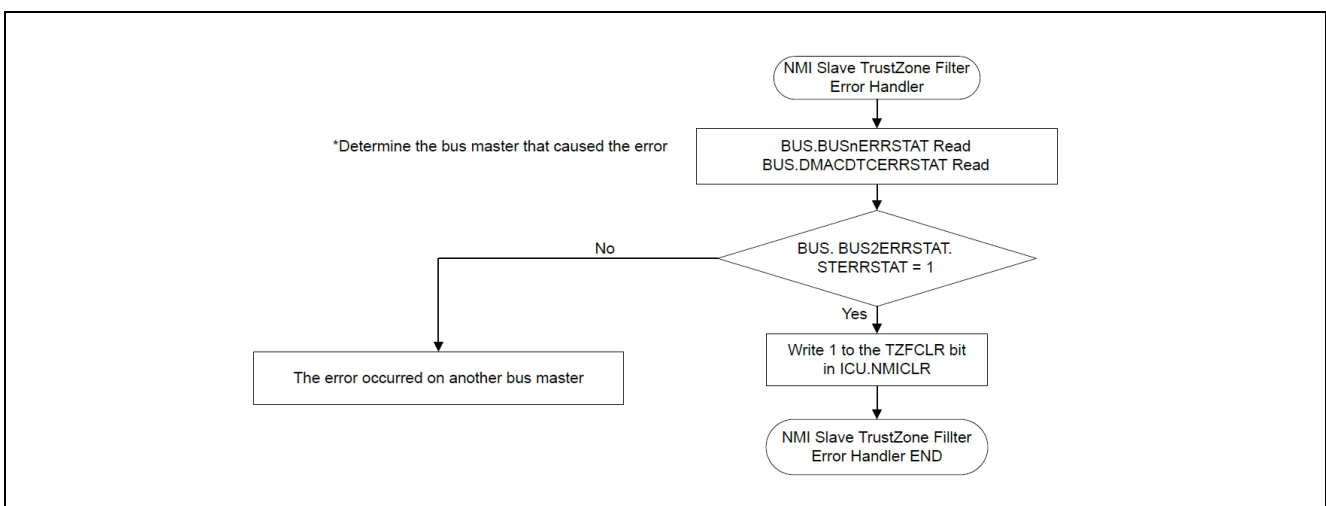 NMI Slave TrustZone Filter
Error Handler
*Determine the bus master that caused the error
BUS.BUSnERRSTAT Read
BUS.DMACDTCERRSTAT Read
BUS. BUS2ERRSTAT.
STERRSTAT = 1
No
Yes
Write 1 to the TZFCLR bit
in ICU.NMICLR
The error occurred on another bus master
NMI Slave TrustZone Fillter
Error Handler END